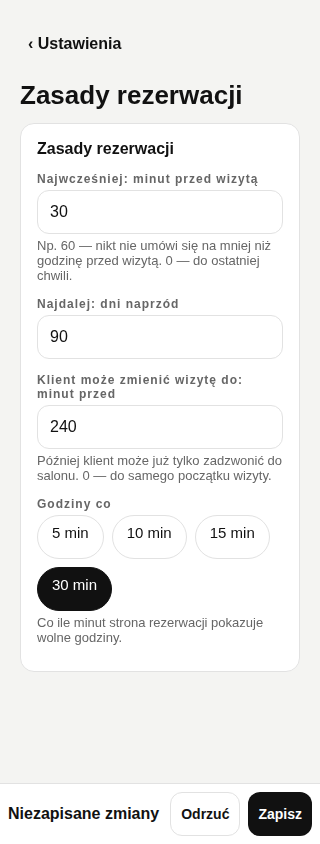 ‹ Ustawienia
Zasady rezerwacji
Zasady rezerwacji
Najwcześniej: minut przed wizytą
30
Np. 60 — nikt nie umówi się na mniej niż
godzinę przed wizytą. 0 — do ostatniej
chwili.
Najdalej: dni naprzód
90
Klient może zmienić wizytę do:
minut przed
240
Później klient może już tylko zadzwonić do
salonu. 0 — do samego początku wizyty.
Godziny co
5 min 10 min 15 min
30 min
Co ile minut strona rezerwacji pokazuje
wolne godziny.
Niezapisane zmiany Odrzuć Zapisz